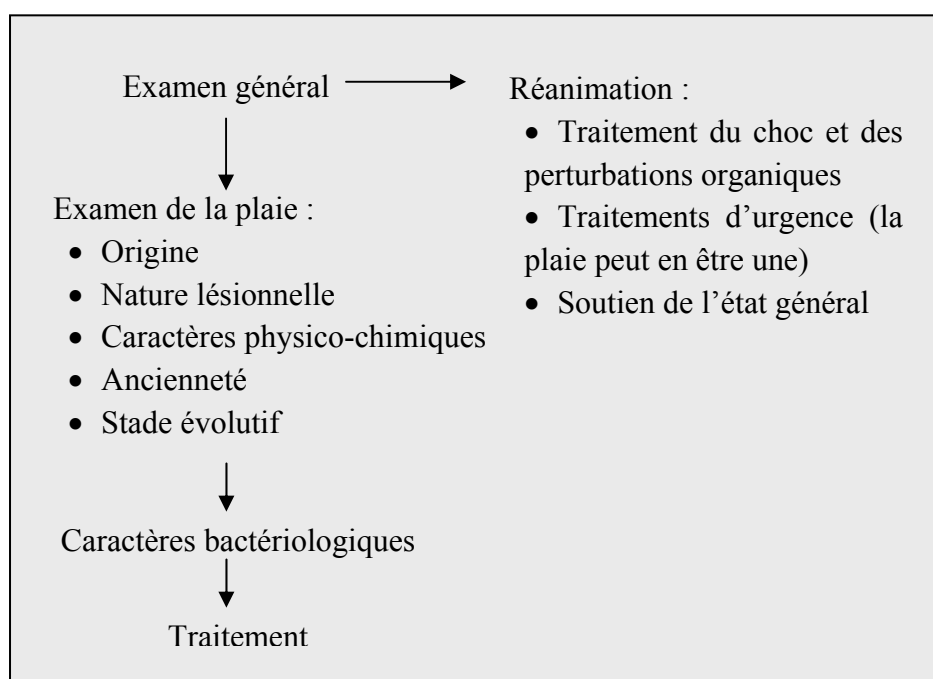 Examen général
Réanimation :
• Traitement du choc et des
perturbations organiques
• Traitements d’urgence (la
plaie peut en être une)
• Soutien de l’état général
Examen de la plaie :
• Origine
• Nature lésionnelle
• Caractères physico-chimiques
• Ancienneté
• Stade évolutif
Caractères bactériologiques
Traitement